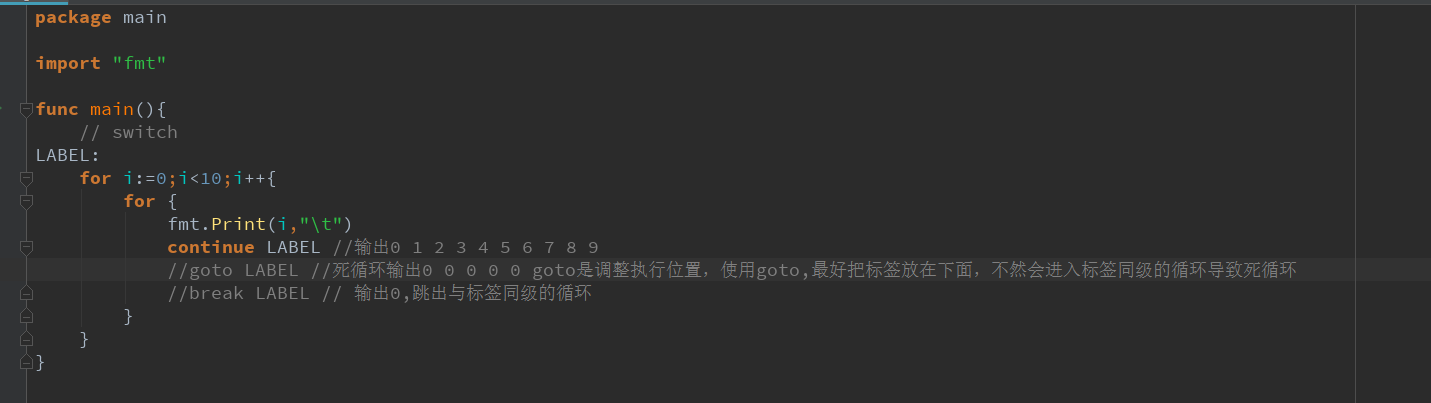 package main
import "fmt"
func main(){
// switch
LABEL:
for i:=0;i<10;i++{
for {
fmt.Print(i,"\t")
continue LABEL //输出0 1 2 3 4 5 6 7 8 9
//goto LABEL //死循环输出0 0 0 0 0 goto是调整执行位置，使用goto,最好把标签放在下面，不然会进入标签同级的循环导致死循环
//break LABEL // 输出0,跳出与标签同级的循环
}
}
}